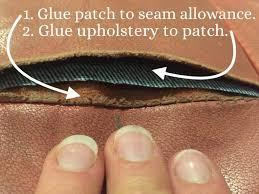 1. Glue patch to seam allowance.
2. Glue upholstery to patch.